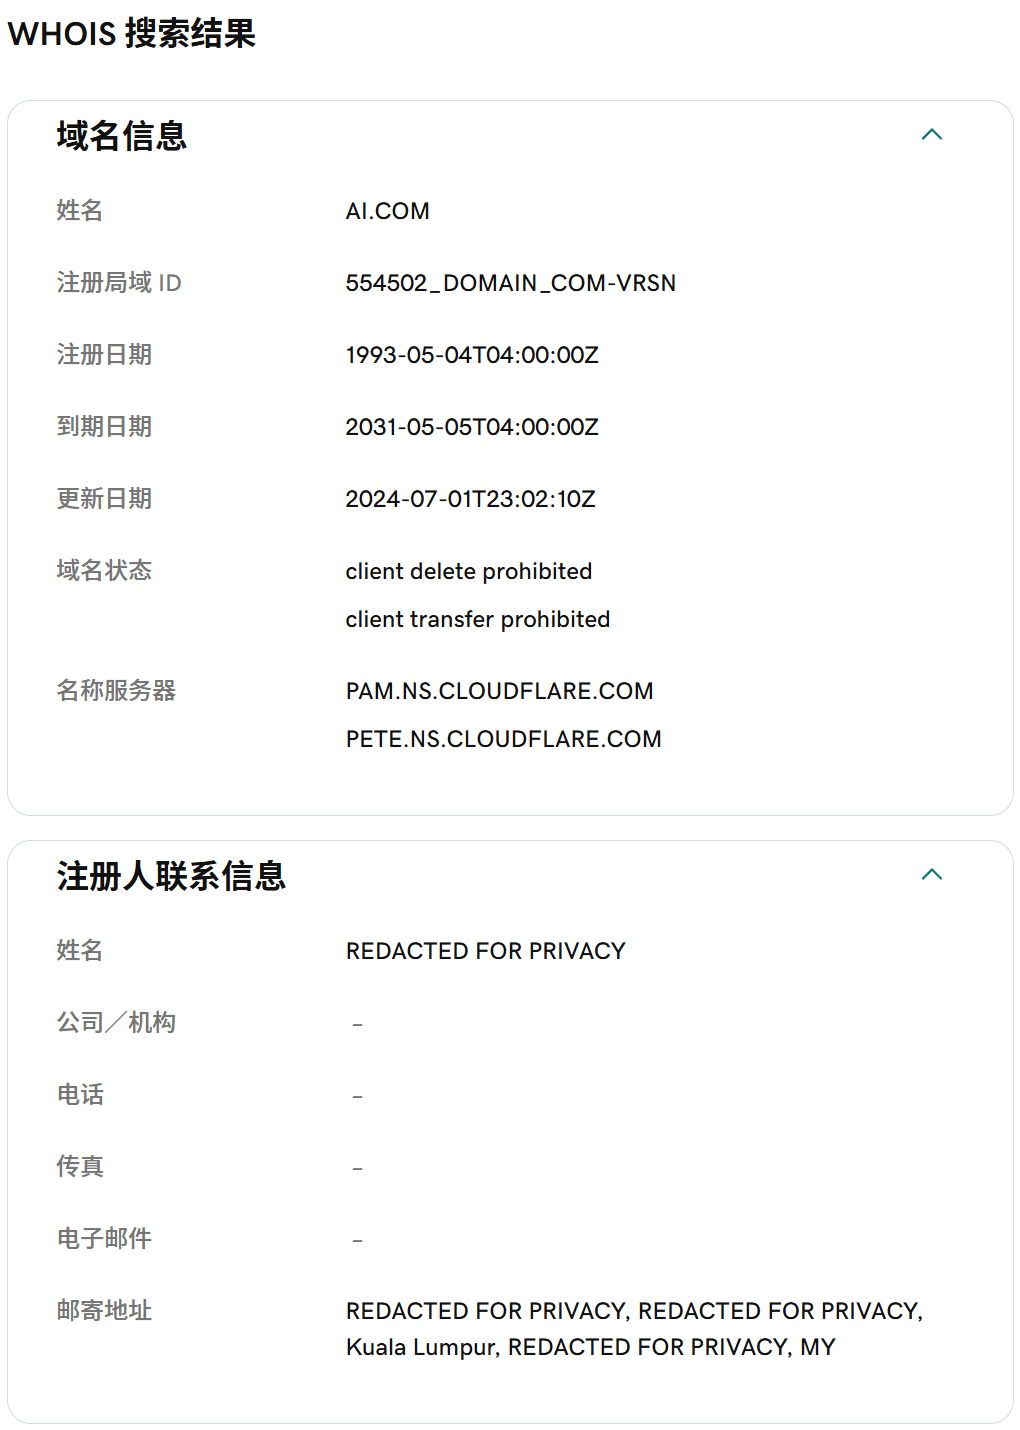 WHOIS 搜索结果
域名信息
姓名 AI.COM
注册局域 ID 554502_DOMAIN_COM-VRSN
注册日期 1993-05-04T04:00:00Z
到期日期 2031-05-05T04:00:00Z
更新日期 2024-07-01T23:02:10Z
域名状态 client delete prohibited
client transfer prohibited
名称服务器 PAM.NS.CLOUDFLARE.COM
PETE.NS.CLOUDFLARE.COM
注册人联系信息
姓名 REDACTED FOR PRIVACY
公司／机构 –
电话 –
传真 –
电子邮件 –
邮寄地址 REDACTED FOR PRIVACY, REDACTED FOR PRIVACY,
Kuala Lumpur, REDACTED FOR PRIVACY, MY